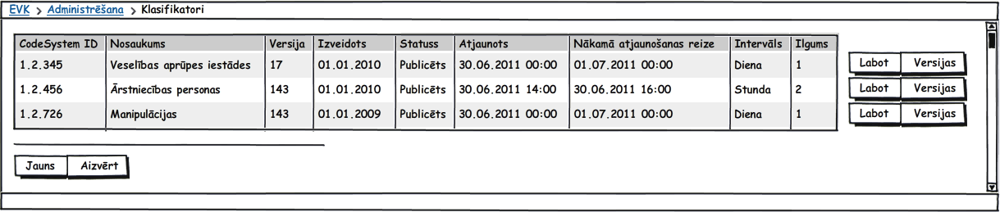 EVK > Administrēšana > Klasifikatori
CodeSystem ID Nosaukums Versija Izveidots Statuss Atjaunots Nākamā atjaunošanas reize Intervāls Ilgums
1.2.345 Veselības aprūpes iestādes 17 01.01.2010 Publicēts 30.06.2011 00:00 01.07.2011 00:00 Diena 1 Labot Versijas
1.2.456 Ārstniecības personas 143 01.01.2010 Publicēts 30.06.2011 14:00 30.06.2011 16:00 Stunda 2 Labot Versijas
1.2.726 Manipulācijas 143 01.01.2009 Publicēts 30.06.2011 00:00 01.07.2011 00:00 Diena 1 Labot Versijas
Jauns Aizvērt